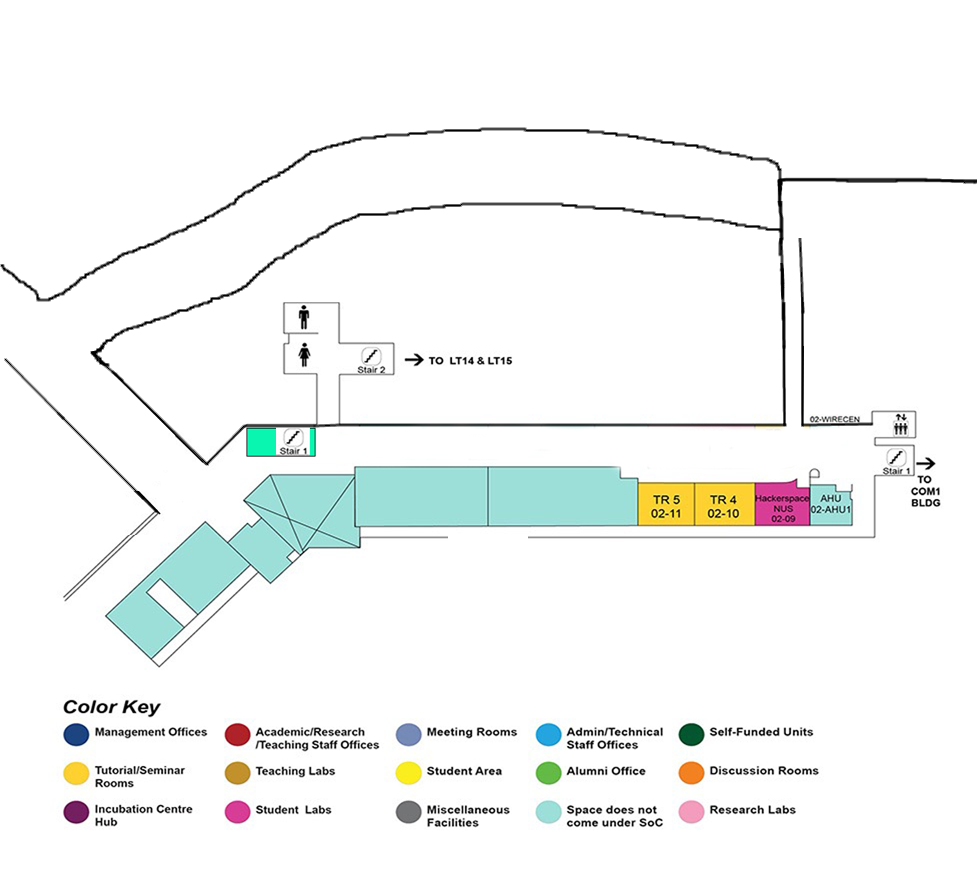 Stair 2
TO LT14 & LT15
02-WIRECEN
Stair 1
Stair 1
TO
COM1
BLDG
TR 5
02-11
TR 4
02-10
Hackerspace
NUS
02-09
AHU
02-AHU1
Color Key
Management Offices
Academic/Research
/Teaching Staff Offices
Meeting Rooms
Admin/Technical
Staff Offices
Self-Funded Units
Tutorial/Seminar
Rooms
Teaching Labs
Student Area
Alumni Office
Discussion Rooms
Incubation Centre
Hub
Student Labs
Miscellaneous
Facilities
Space does not
come under SoC
Research Labs